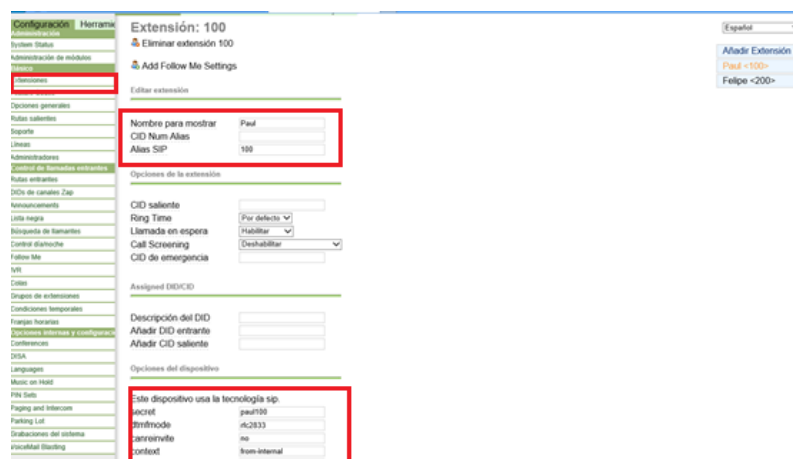 Configuración Herramie
Administración
System Status
Administración de módulos
Básico
Extensiones
Opciones generales
Rutas salientes
Soporte
Líneas
Administradores
Control de llamadas entrantes
Rutas entrantes
DIDs de canales Zap
Announcements
Lista negra
Búsqueda de llamantes
Control día/noche
Follow Me
IVR
Colas
Grupos de extensiones
Condiciones temporales
Franjas horarias
Opciones internas y configuraci
Conferences
DISA
Languages
Music on Hold
PIN Sets
Paging and Intercom
Parking Lot
Grabaciones del sistema
VoiceMail Blasting
Extensión: 100
Eliminar extensión 100
Add Follow Me Settings
Editar extensión
Nombre para mostrar Paul
CID Num Alias
Alias SIP 100
Opciones de la extensión
CID saliente
Ring Time Por defecto
Llamada en espera Habilitar
Call Screening Deshabilitar
CID de emergencia
Assigned DID/CID
Descripción del DID
Añadir DID entrante
Añadir CID saliente
Opciones del dispositivo
Este dispositivo usa la tecnología sip.
secret paul100
dtmfmode rfc2833
canreinvite no
context from-internal
Español
Añadir Extensión
Paul <100>
Felipe <200>